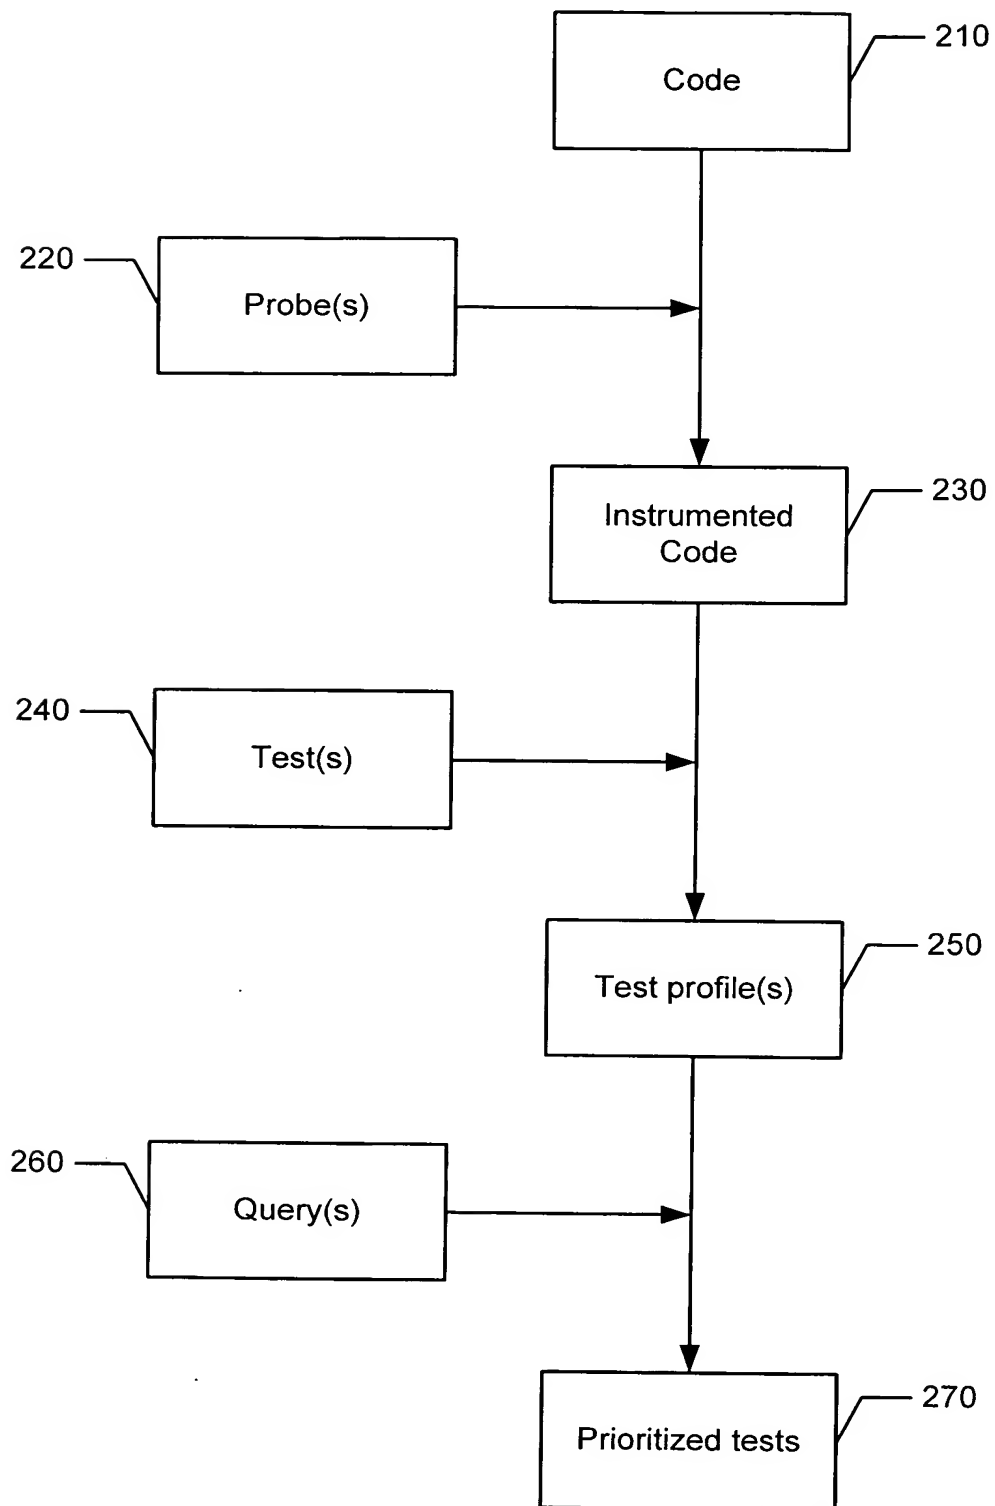 210
Code
220
Probe(s)
230
Instrumented
Code
240
Test(s)
250
Test profile(s)
260
Query(s)
270
Prioritized tests